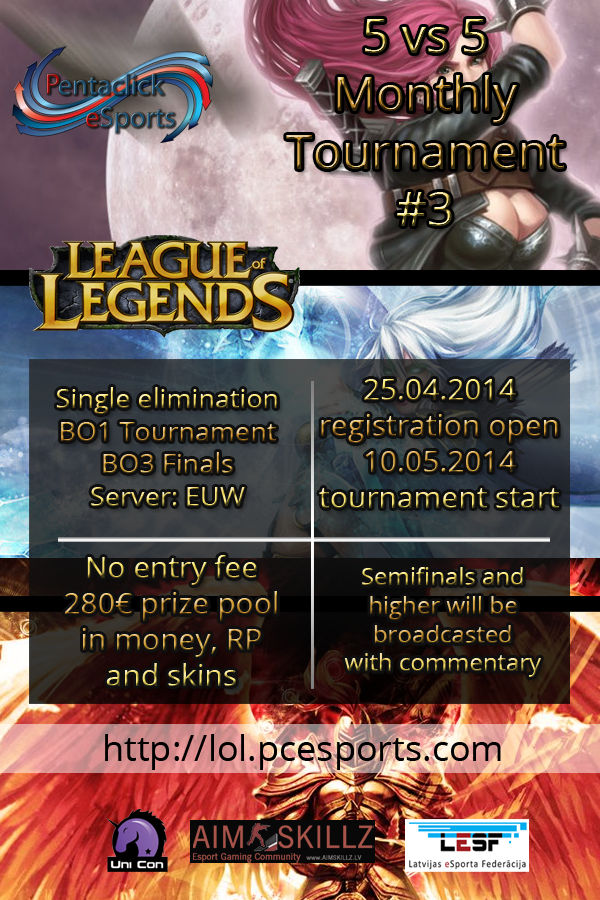 Pentaclick
eSports
5 vs 5
Monthly
Tournament
#3
LEAGUE of
LEGENDS
Single elimination
BO1 Tournament
BO3 Finals
Server: EUW
25.04.2014
registration open
10.05.2014
tournament start
No entry fee
280€ prize pool
in money, RP
and skins
Semifinals and
higher will be
broadcasted
with commentary
http://lol.pcesports.com
Uni Con
AIM SKILLZ
Esport Gaming Community www.AIMSKILLZ.LV
LESF
Latvijas eSporta Federācija